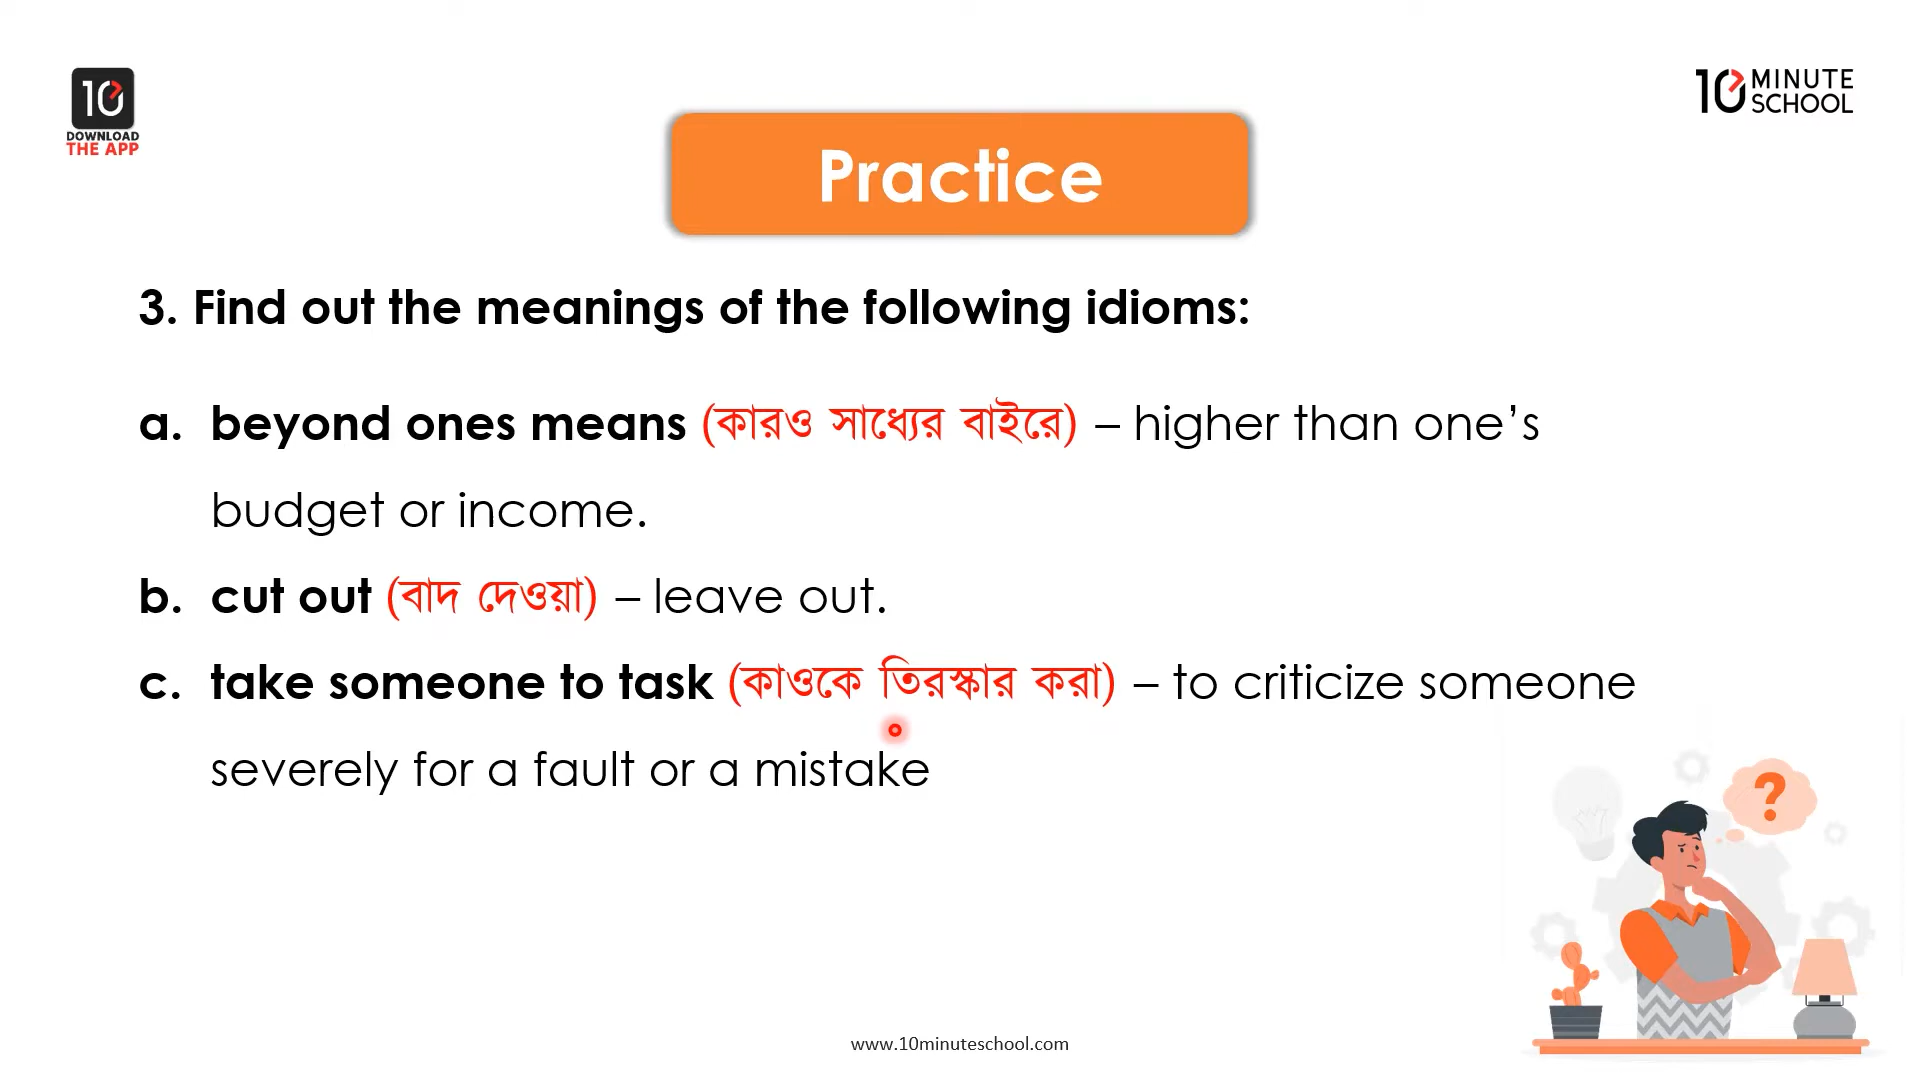 10
DOWNLOAD
THE APP
10 MINUTE
SCHOOL
Practice
3. Find out the meanings of the following idioms:
a. beyond ones means (কারও সাধ্যের বাইরে) – higher than one’s
budget or income.
b. cut out (বাদ দেওয়া) – leave out.
c. take someone to task (কাওকে তিরস্কার করা) – to criticize someone
severely for a fault or a mistake
?
www.10minuteschool.com